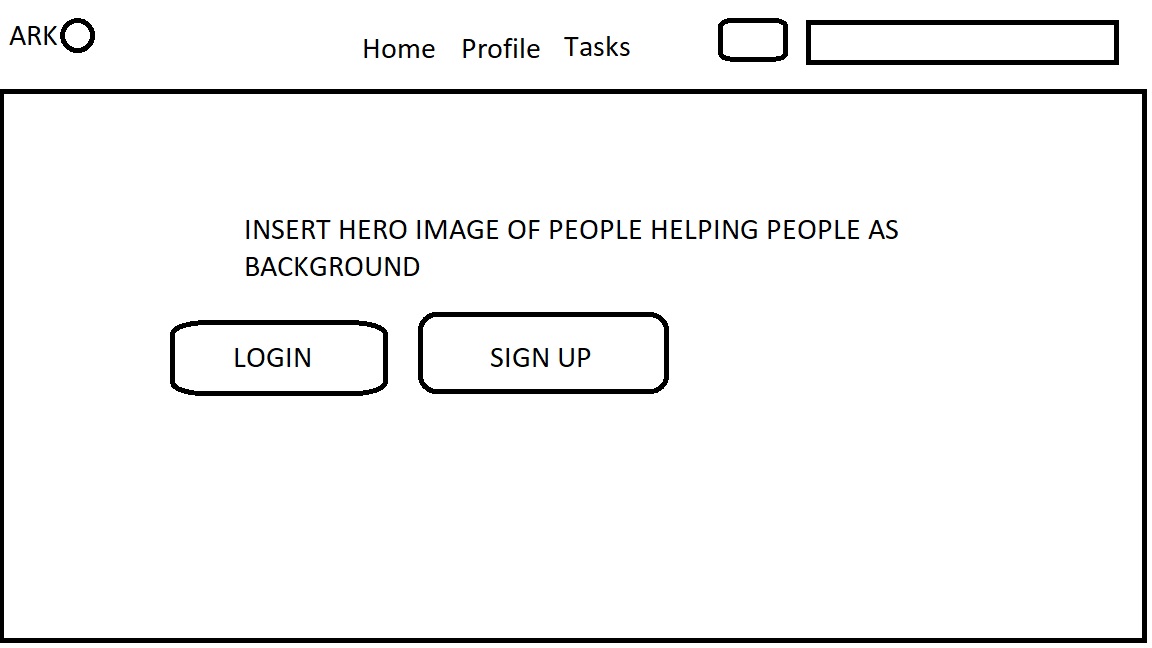 ARK
Home Profile Tasks
INSERT HERO IMAGE OF PEOPLE HELPING PEOPLE AS
BACKGROUND
LOGIN SIGN UP